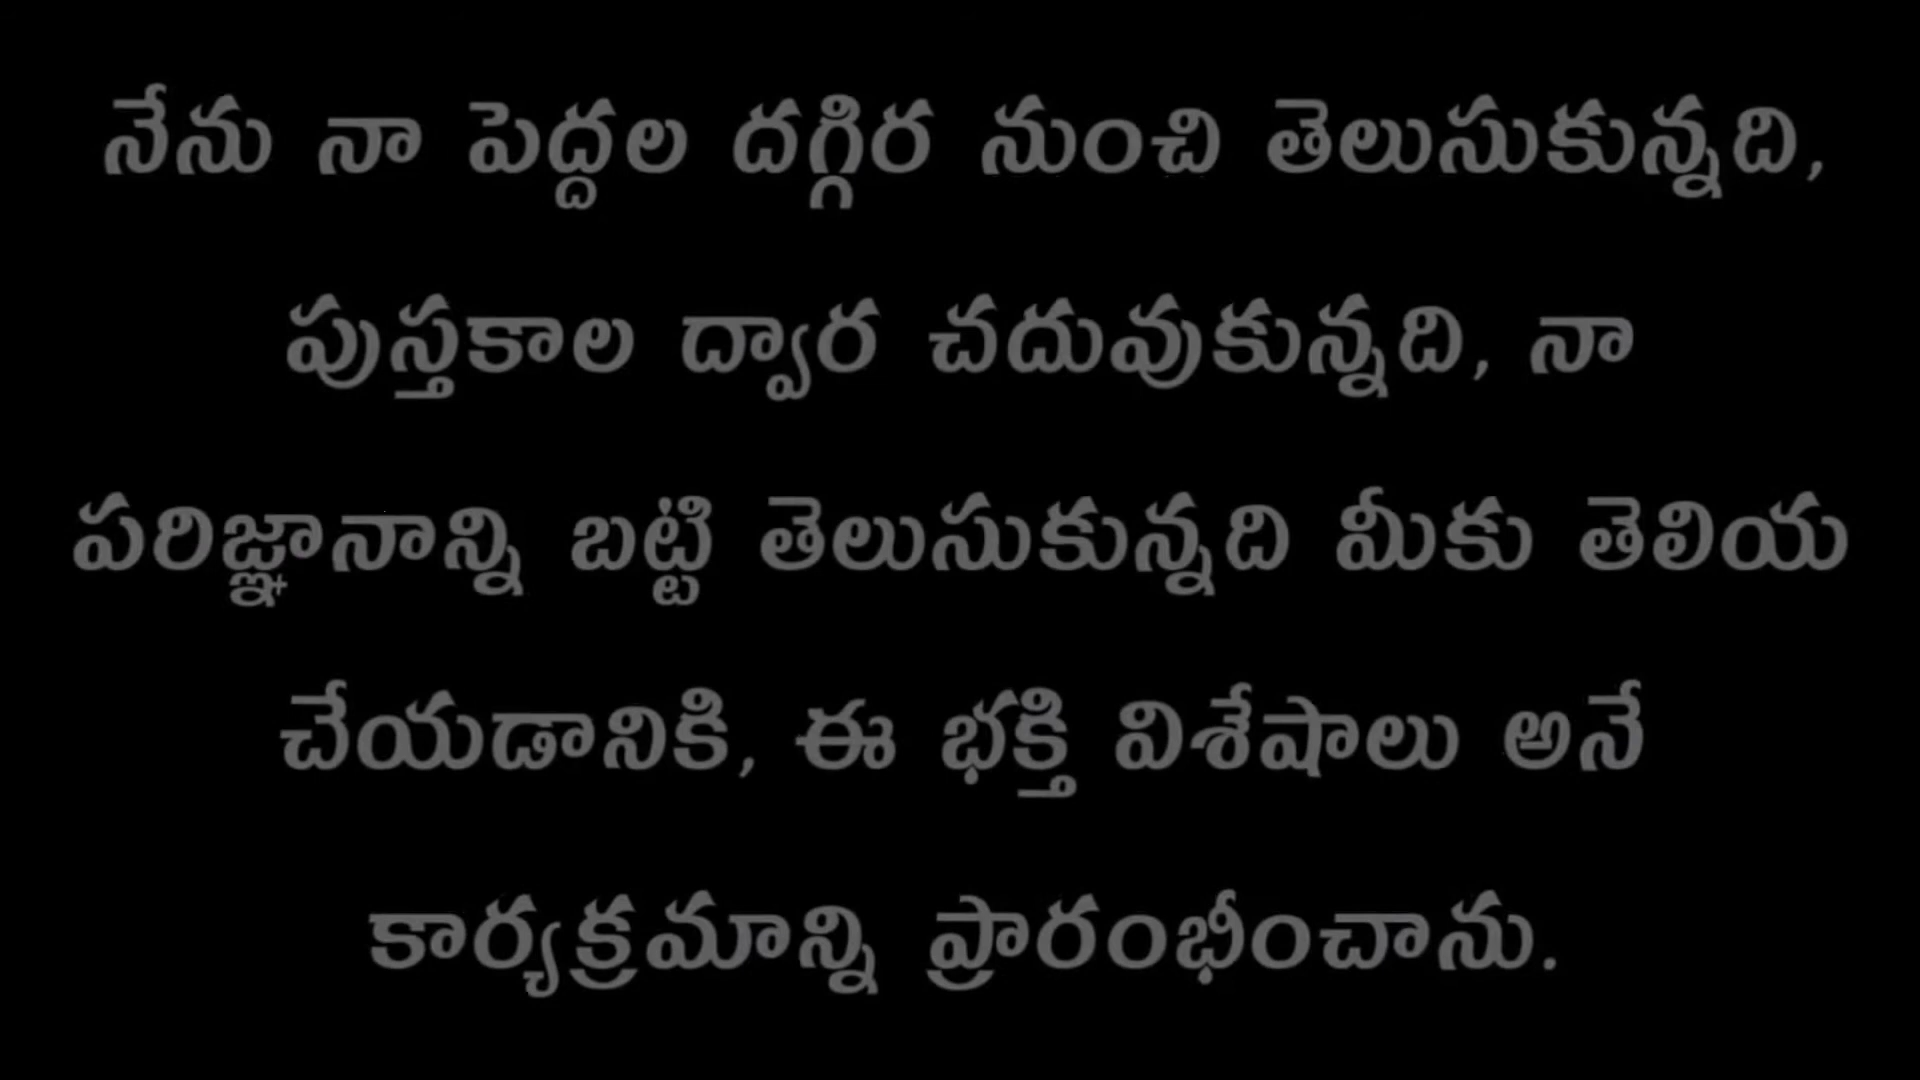 నేను నా పెద్దల దగ్గిర నుంచి తెలుసుకున్నది,
పుస్తకాల ద్వార చదువుకున్నది, నా
పరిజ్ఞానాన్ని బట్టి తెలుసుకున్నది మీకు తెలియ
చేయడానికి, ఈ భక్తి విశేషాలు అనే
కార్యక్రమాన్ని ప్రారంభీంచాను.